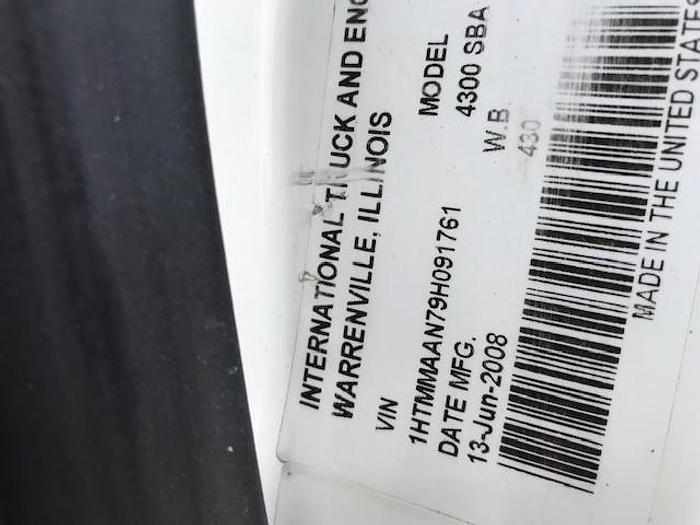 INTERNATIONAL TRUCK AND ENG
WARRENVILLE, ILLINOIS
VIN
MODEL
1HTMMAAN79H091761
4300 SBA
DATE MFG.
W.B
13-Jun-2008
430
MADE IN THE UNITED STATES